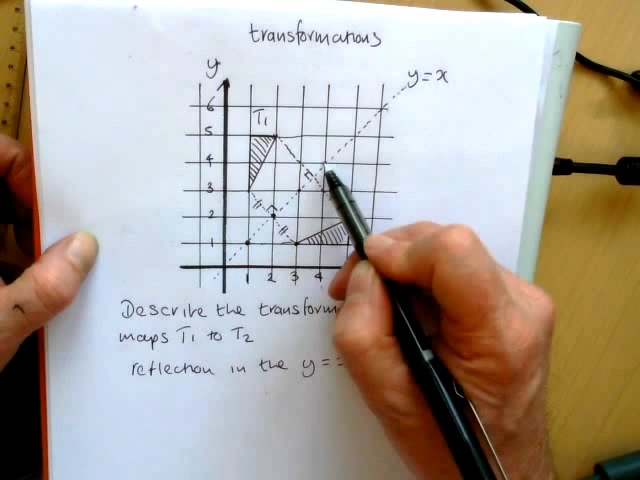 transformations
y
y = x
6
T1
5
4
3
2
1
1 2 3 4
Describe the
maps T1 to T2
reflection in the y =